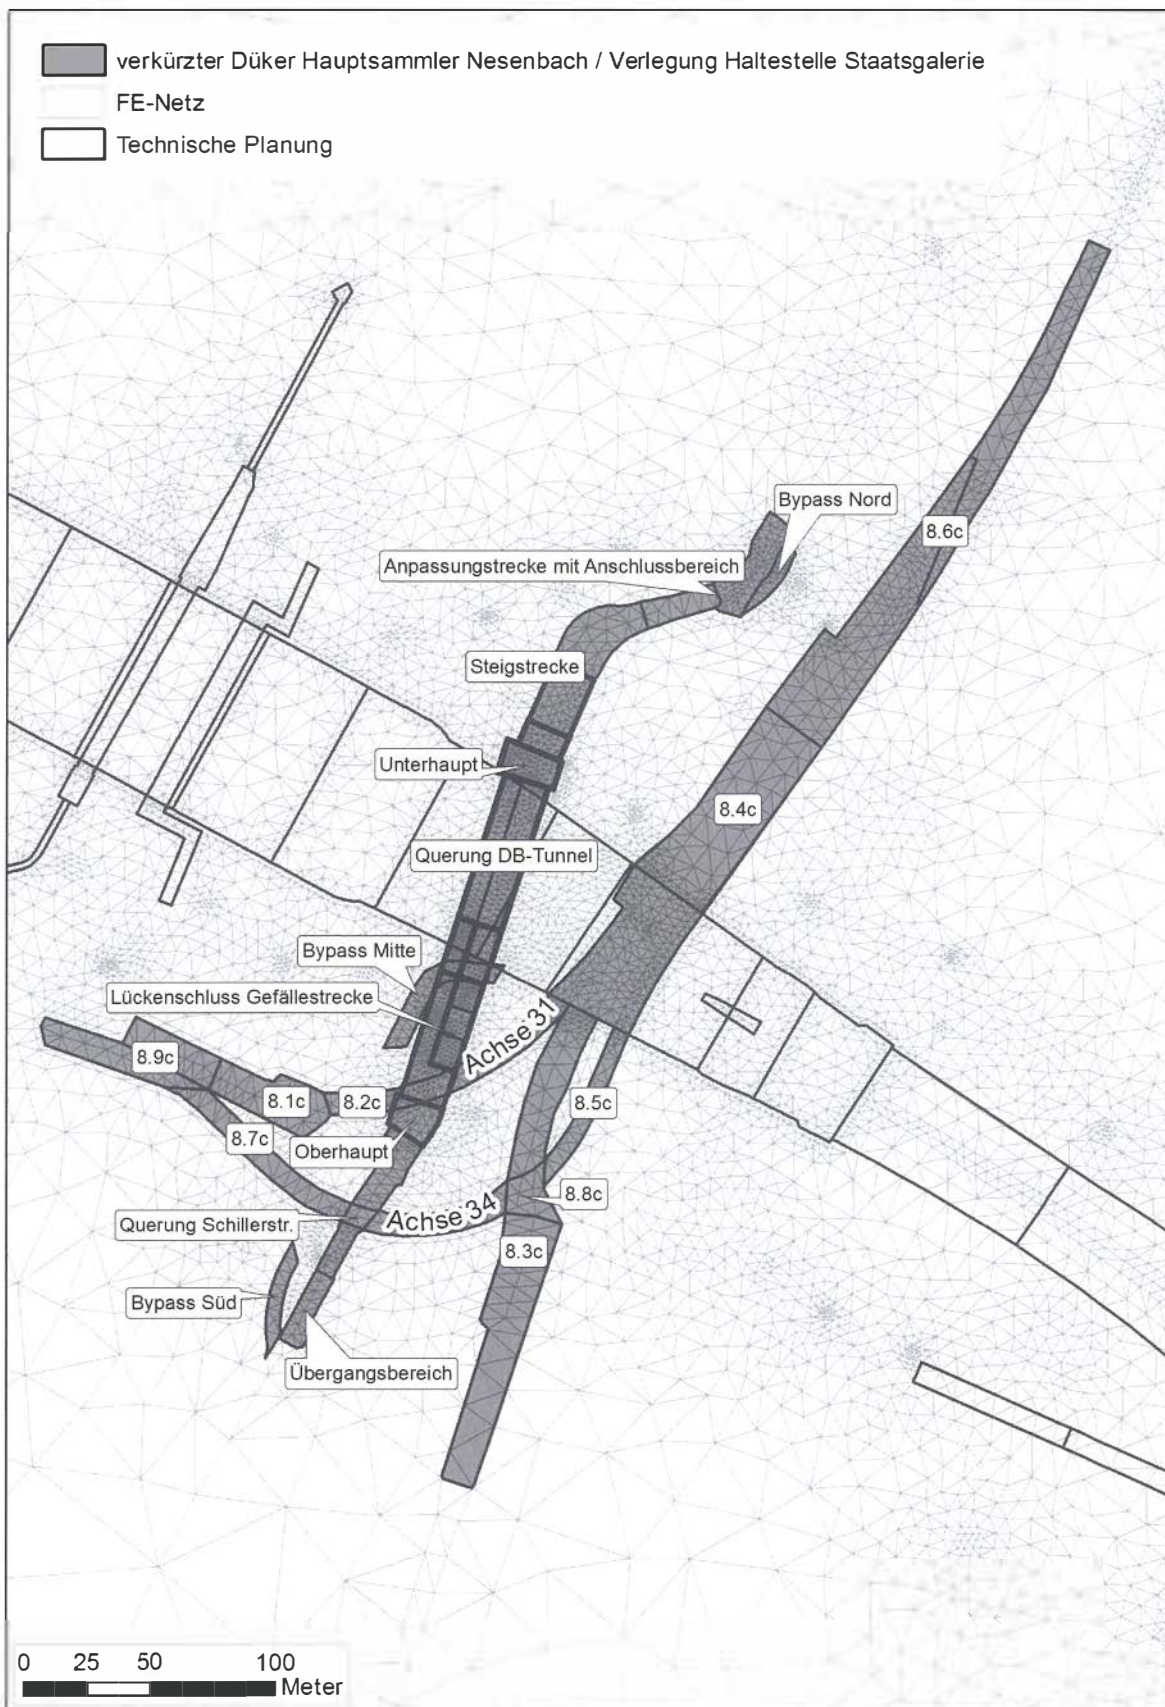 verkürzter Düker Hauptsammler Nesenbach / Verlegung Haltestelle Staatsgalerie
FE-Netz
Technische Planung
Bypass Nord
8.6c
Anpassungstrecke mit Anschlussbereich
Steigstrecke
Unterhaupt
8.4c
Querung DB-Tunnel
Bypass Mitte
Lückenschluss Gefällestrecke
Achse 31
8.9c
8.1c
8.2c
8.5c
8.7c
Oberhaupt
8.8c
Achse 34
Querung Schillerstr.
8.3c
Bypass Süd
Übergangsbereich
0 25 50 100
Meter